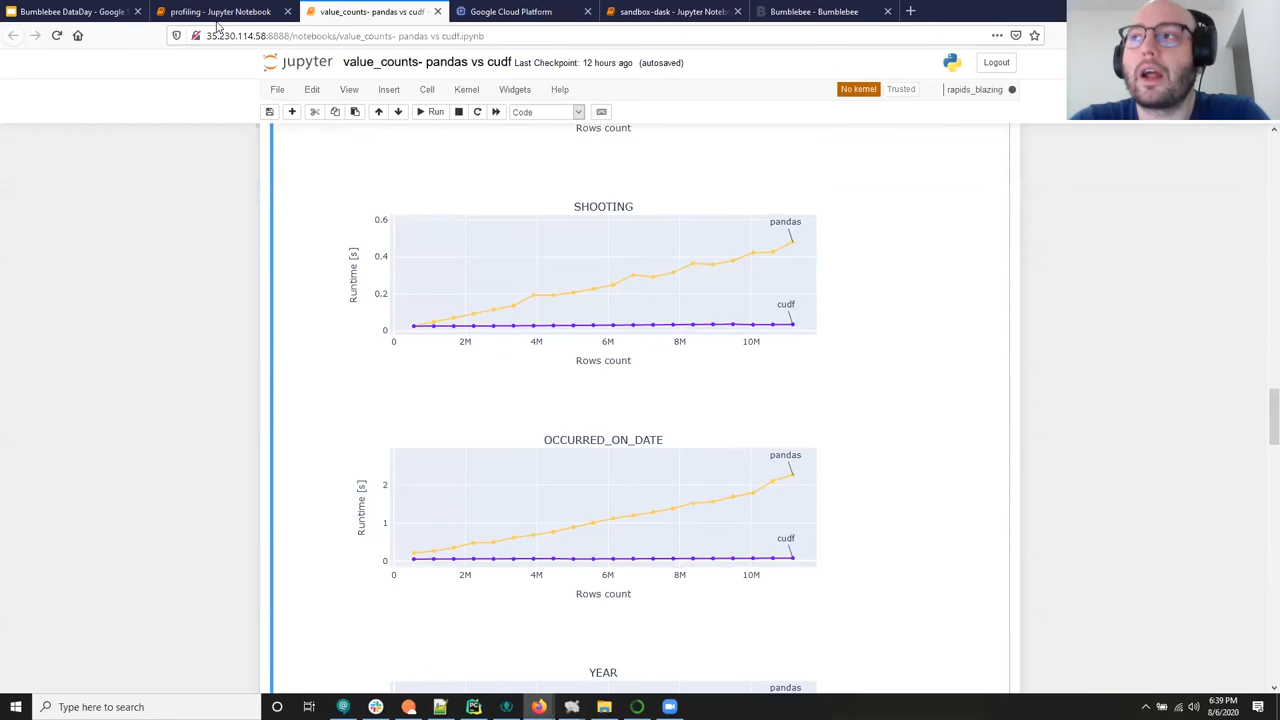 Bumblebee DataDay - Google
profiling - Jupyter Notebook
value_counts- pandas vs cudf -
Google Cloud Platform
sandbox-dask - Jupyter Noteb
Bumblebee - Bumblebee
35.230.114.58:8888/notebooks/value_counts- pandas vs cudf.ipynb
jupyter
value_counts- pandas vs cudf
Last Checkpoint: 12 hours ago
(autosaved)
Logout
File
Edit
View
Insert
Cell
Kernel
Widgets
Help
No kernel
Trusted
rapids_blazing
Run
Code
Rows count
SHOOTING
pandas
cudf
Runtime [s]
0.6
0.4
0.2
0
0
2M
4M
6M
8M
10M
Rows count
OCCURRED_ON_DATE
pandas
cudf
Runtime [s]
2
1
0
0
2M
4M
6M
8M
10M
Rows count
YEAR
pandas
Type here to search
6:39 PM
8/6/2020